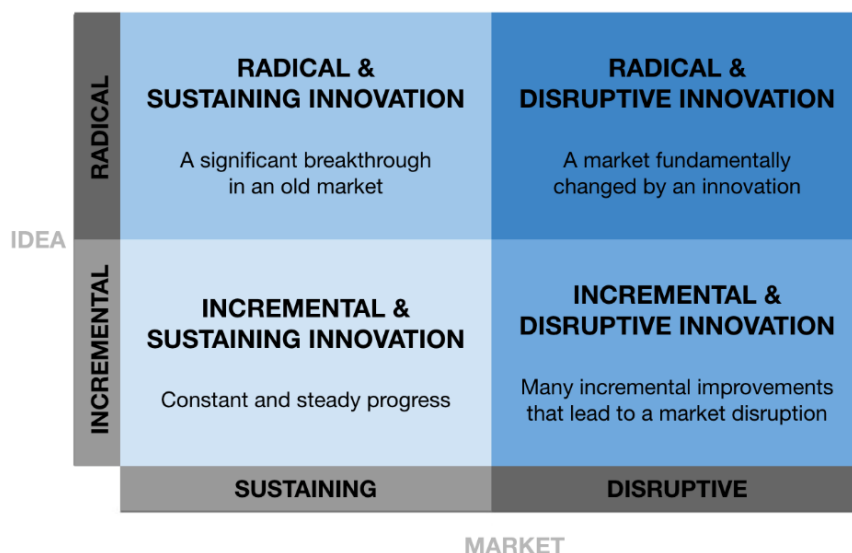 RADICAL &
SUSTAINING INNOVATION
A significant breakthrough
in an old market
RADICAL &
DISRUPTIVE INNOVATION
A market fundamentally
changed by an innovation
RADICAL
IDEA
INCREMENTAL
INCREMENTAL &
SUSTAINING INNOVATION
Constant and steady progress
INCREMENTAL &
DISRUPTIVE INNOVATION
Many incremental improvements
that lead to a market disruption
SUSTAINING
DISRUPTIVE
MARKET